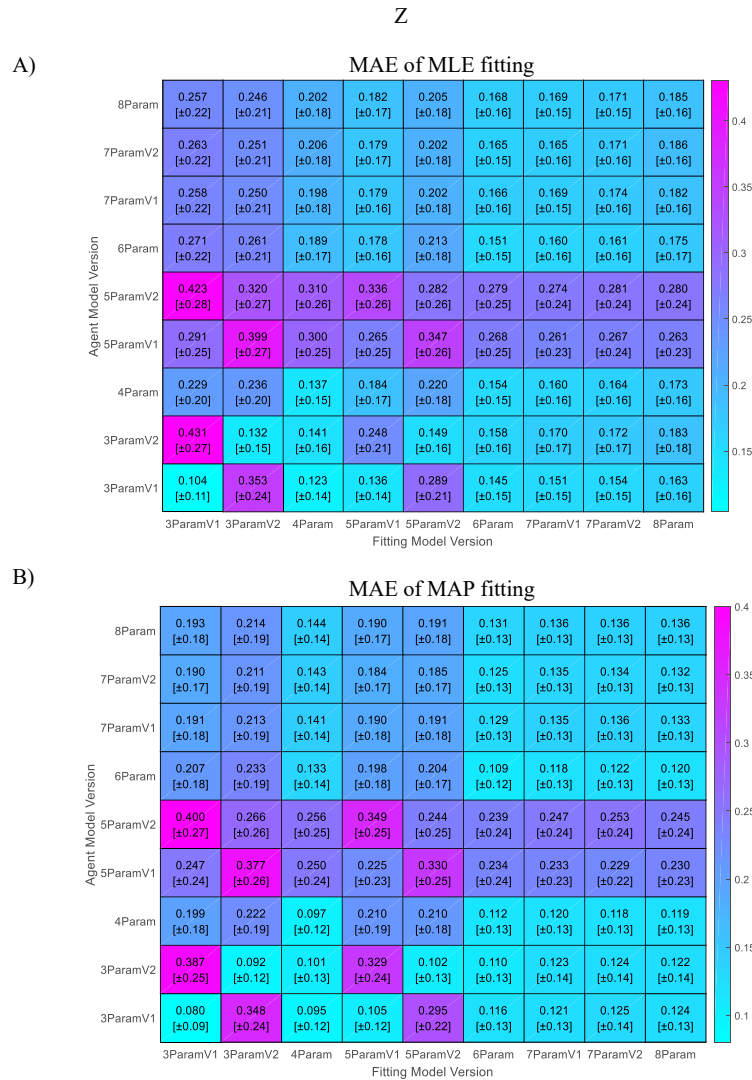 Z
A)
MAE of MLE fitting
8Param 0.257 0.246 0.202 0.182 0.205 0.168 0.169 0.171 0.185
[±0.22] [±0.21] [±0.18] [±0.17] [±0.18] [±0.16] [±0.15] [±0.15] [±0.16]
7ParamV2 0.263 0.251 0.206 0.179 0.202 0.165 0.165 0.171 0.186
[±0.22] [±0.21] [±0.18] [±0.17] [±0.18] [±0.15] [±0.16] [±0.16] [±0.16]
7ParamV1 0.258 0.250 0.198 0.179 0.202 0.166 0.169 0.174 0.182
[±0.22] [±0.21] [±0.18] [±0.16] [±0.18] [±0.16] [±0.15] [±0.16] [±0.16]
6Param 0.271 0.261 0.189 0.178 0.213 0.151 0.160 0.161 0.175
[±0.22] [±0.21] [±0.17] [±0.16] [±0.18] [±0.15] [±0.16] [±0.16] [±0.17]
5ParamV2 0.423 0.320 0.310 0.336 0.282 0.279 0.274 0.281 0.280
[±0.28] [±0.27] [±0.26] [±0.26] [±0.26] [±0.25] [±0.24] [±0.24] [±0.24]
5ParamV1 0.291 0.399 0.300 0.265 0.347 0.268 0.261 0.267 0.263
[±0.25] [±0.27] [±0.25] [±0.25] [±0.26] [±0.25] [±0.23] [±0.24] [±0.23]
4Param 0.229 0.236 0.137 0.184 0.220 0.154 0.160 0.164 0.173
[±0.20] [±0.20] [±0.15] [±0.17] [±0.18] [±0.16] [±0.16] [±0.16] [±0.16]
3ParamV2 0.431 0.132 0.141 0.248 0.149 0.158 0.170 0.172 0.183
[±0.27] [±0.15] [±0.16] [±0.21] [±0.16] [±0.16] [±0.17] [±0.17] [±0.18]
3ParamV1 0.104 0.353 0.123 0.136 0.289 0.145 0.151 0.154 0.163
[±0.11] [±0.24] [±0.14] [±0.14] [±0.21] [±0.15] [±0.15] [±0.15] [±0.16]
3ParamV1 3ParamV2 4Param 5ParamV1 5ParamV2 6Param 7ParamV1 7ParamV2 8Param
Fitting Model Version
Agent Model Version
0.4
0.35
0.3
0.25
0.2
0.15
B)
MAE of MAP fitting
8Param 0.193 0.214 0.144 0.190 0.191 0.131 0.136 0.136 0.136
[±0.18] [±0.19] [±0.14] [±0.17] [±0.18] [±0.13] [±0.13] [±0.13] [±0.13]
7ParamV2 0.190 0.211 0.143 0.184 0.185 0.125 0.135 0.134 0.132
[±0.17] [±0.19] [±0.14] [±0.17] [±0.17] [±0.13] [±0.13] [±0.13] [±0.13]
7ParamV1 0.191 0.213 0.141 0.190 0.191 0.129 0.135 0.136 0.133
[±0.18] [±0.19] [±0.14] [±0.18] [±0.18] [±0.13] [±0.13] [±0.13] [±0.13]
6Param 0.207 0.233 0.133 0.198 0.204 0.109 0.118 0.122 0.120
[±0.18] [±0.19] [±0.14] [±0.18] [±0.17] [±0.12] [±0.13] [±0.13] [±0.13]
5ParamV2 0.400 0.266 0.256 0.349 0.244 0.239 0.247 0.253 0.245
[±0.27] [±0.26] [±0.25] [±0.25] [±0.25] [±0.24] [±0.24] [±0.24] [±0.24]
5ParamV1 0.247 0.377 0.250 0.225 0.330 0.234 0.233 0.229 0.230
[±0.24] [±0.26] [±0.24] [±0.23] [±0.25] [±0.24] [±0.23] [±0.22] [±0.23]
4Param 0.199 0.222 0.097 0.210 0.210 0.112 0.120 0.118 0.119
[±0.18] [±0.19] [±0.12] [±0.19] [±0.18] [±0.13] [±0.13] [±0.13] [±0.13]
3ParamV2 0.387 0.092 0.101 0.329 0.102 0.110 0.123 0.124 0.122
[±0.25] [±0.12] [±0.13] [±0.24] [±0.13] [±0.13] [±0.14] [±0.14] [±0.14]
3ParamV1 0.080 0.348 0.095 0.105 0.295 0.116 0.121 0.125 0.124
[±0.09] [±0.24] [±0.12] [±0.12] [±0.22] [±0.13] [±0.13] [±0.14] [±0.13]
3ParamV1 3ParamV2 4Param 5ParamV1 5ParamV2 6Param 7ParamV1 7ParamV2 8Param
Fitting Model Version
Agent Model Version
0.4
0.35
0.3
0.25
0.2
0.15
0.1